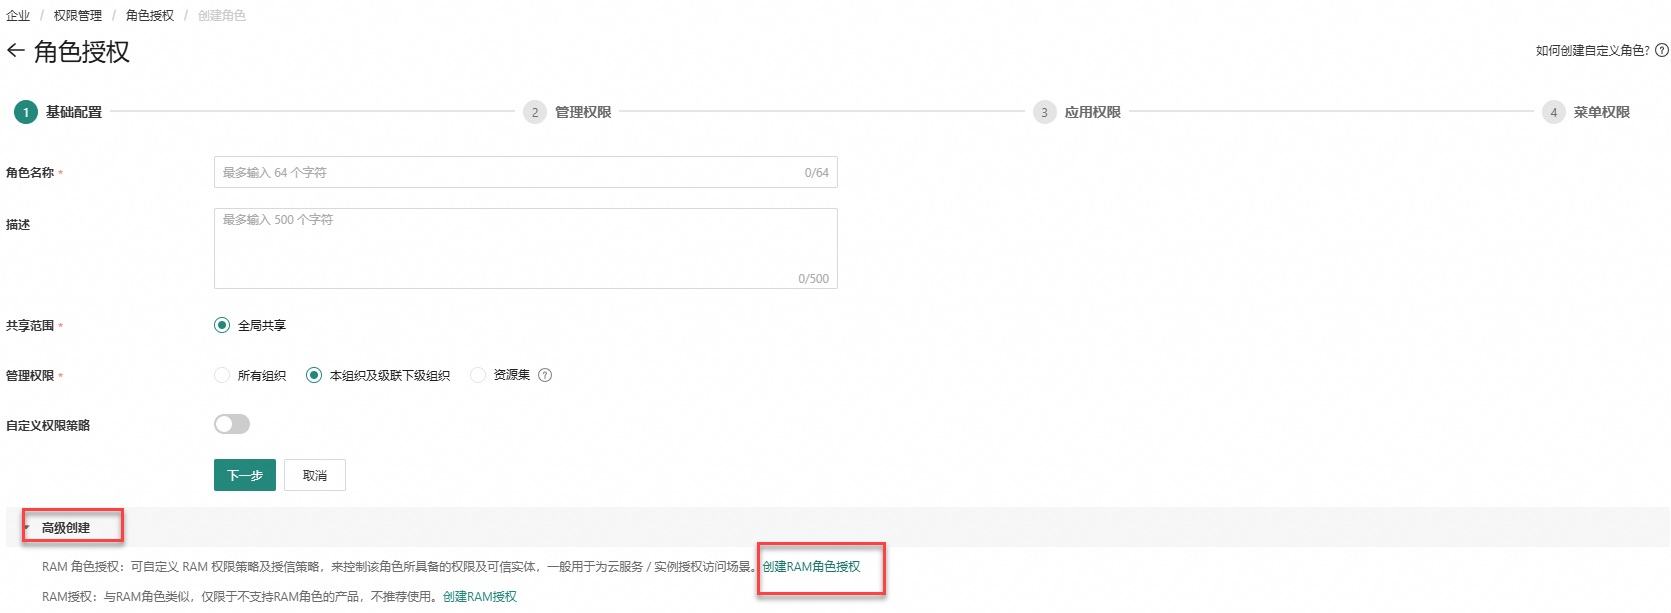 企业 / 权限管理 / 角色授权 / 创建角色
← 角色授权
如何创建自定义角色? ?
1 基础配置 2 管理权限 3 应用权限 4 菜单权限
角色名称 * 最多输入 64 个字符 0/64
描述 最多输入 500 个字符
0/500
共享范围 * 全局共享
管理权限 * 所有组织 本组织及级联下级组织 资源集 ?
自定义权限策略
下一步 取消
高级创建
RAM 角色授权：可自定义 RAM 权限策略及授信策略，来控制该角色所具备的权限及可信实体，一般用于为云服务 / 实例授权访问场景。创建RAM角色授权
RAM授权：与RAM角色类似，仅限于不支持RAM角色的产品，不推荐使用。创建RAM授权